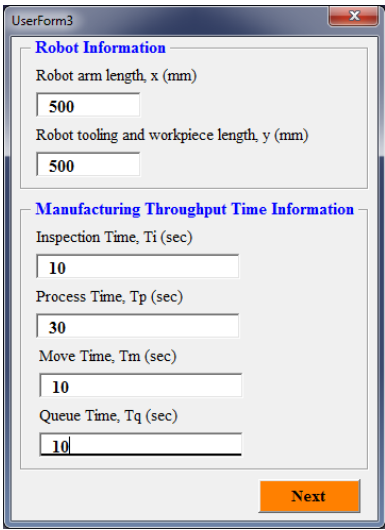 UserForm3
Robot Information
Robot arm length, x (mm)
500
Robot tooling and workpiece length, y (mm)
500
Manufacturing Throughput Time Information
Inspection Time, Ti (sec)
10
Process Time, Tp (sec)
30
Move Time, Tm (sec)
10
Queue Time, Tq (sec)
10
Next